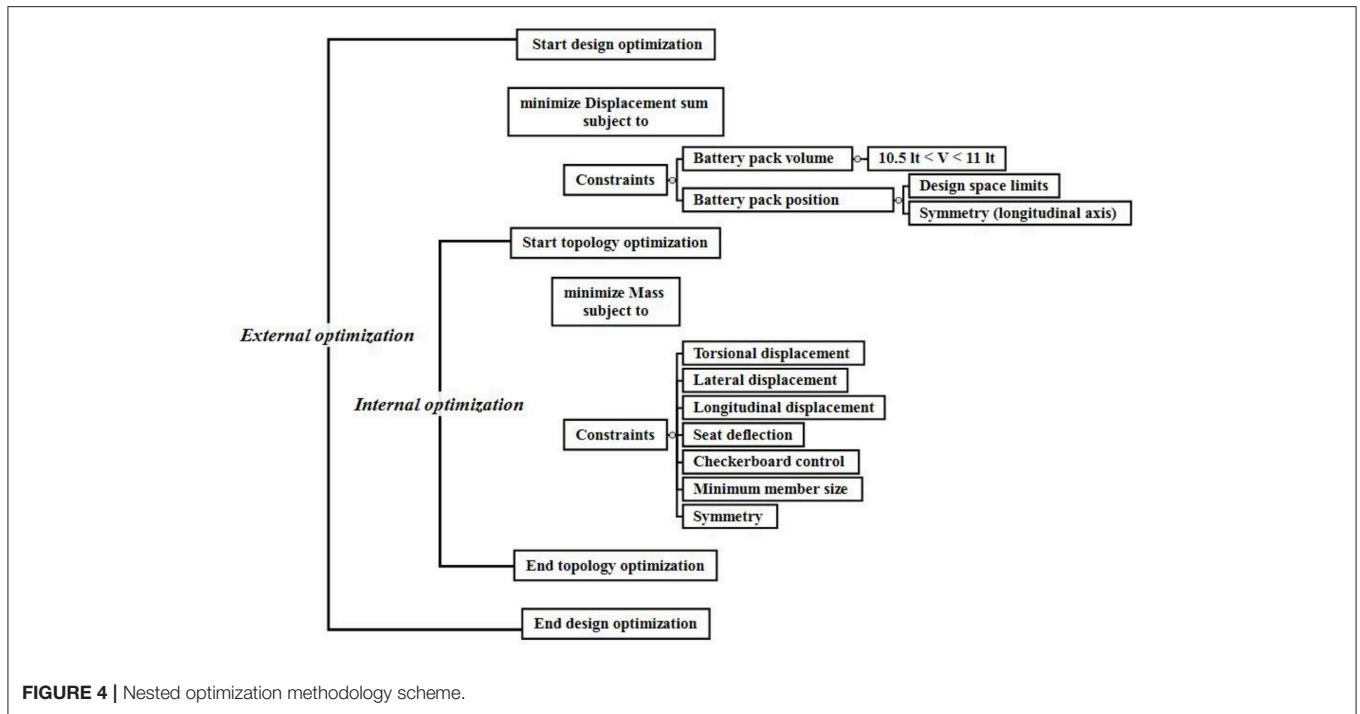 Start design optimization
minimize Displacement sum
subject to
Constraints
Battery pack volume
10.5 lt < V < 11 lt
Battery pack position
Design space limits
Symmetry (longitudinal axis)
Start topology optimization
minimize Mass
subject to
External optimization
Internal optimization
Constraints
Torsional displacement
Lateral displacement
Longitudinal displacement
Seat deflection
Checkerboard control
Minimum member size
Symmetry
End topology optimization
End design optimization
FIGURE 4 | Nested optimization methodology scheme.